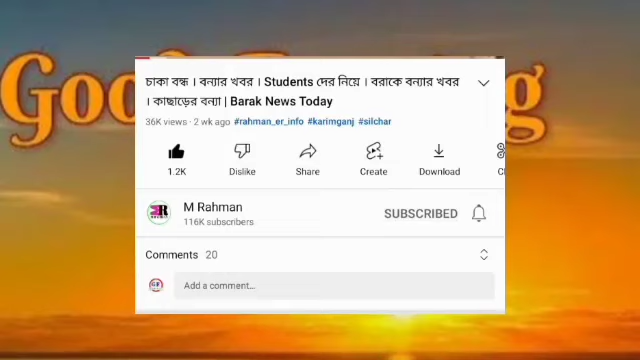 Goo
g
চাকা বন্ধ । বন্যার খবর । Students দের নিয়ে । বরাকে বন্যার খবর
। কাছাড়ের বন্যা | Barak News Today
36K views · 2 wk ago #rahman_er_info #karimganj #silchar
1.2K Dislike Share Create Download
M Rahman
116K subscribers
SUBSCRIBED
Comments 20
Add a comment...